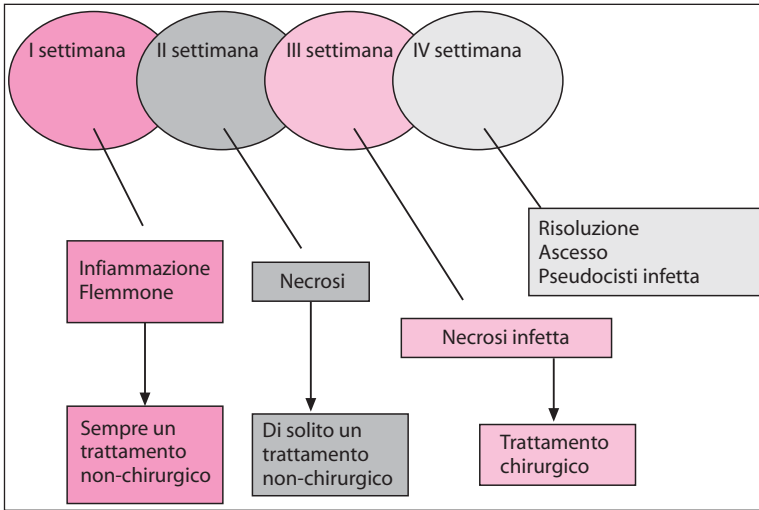 I settimana
II settimana
III settimana
IV settimana
Infiammazione
Flemmone
Necrosi
Necrosi infetta
Risoluzione
Ascesso
Pseudocisti infetta
Sempre un
trattamento
non-chirurgico
Di solito un
trattamento
non-chirurgico
Trattamento
chirurgico